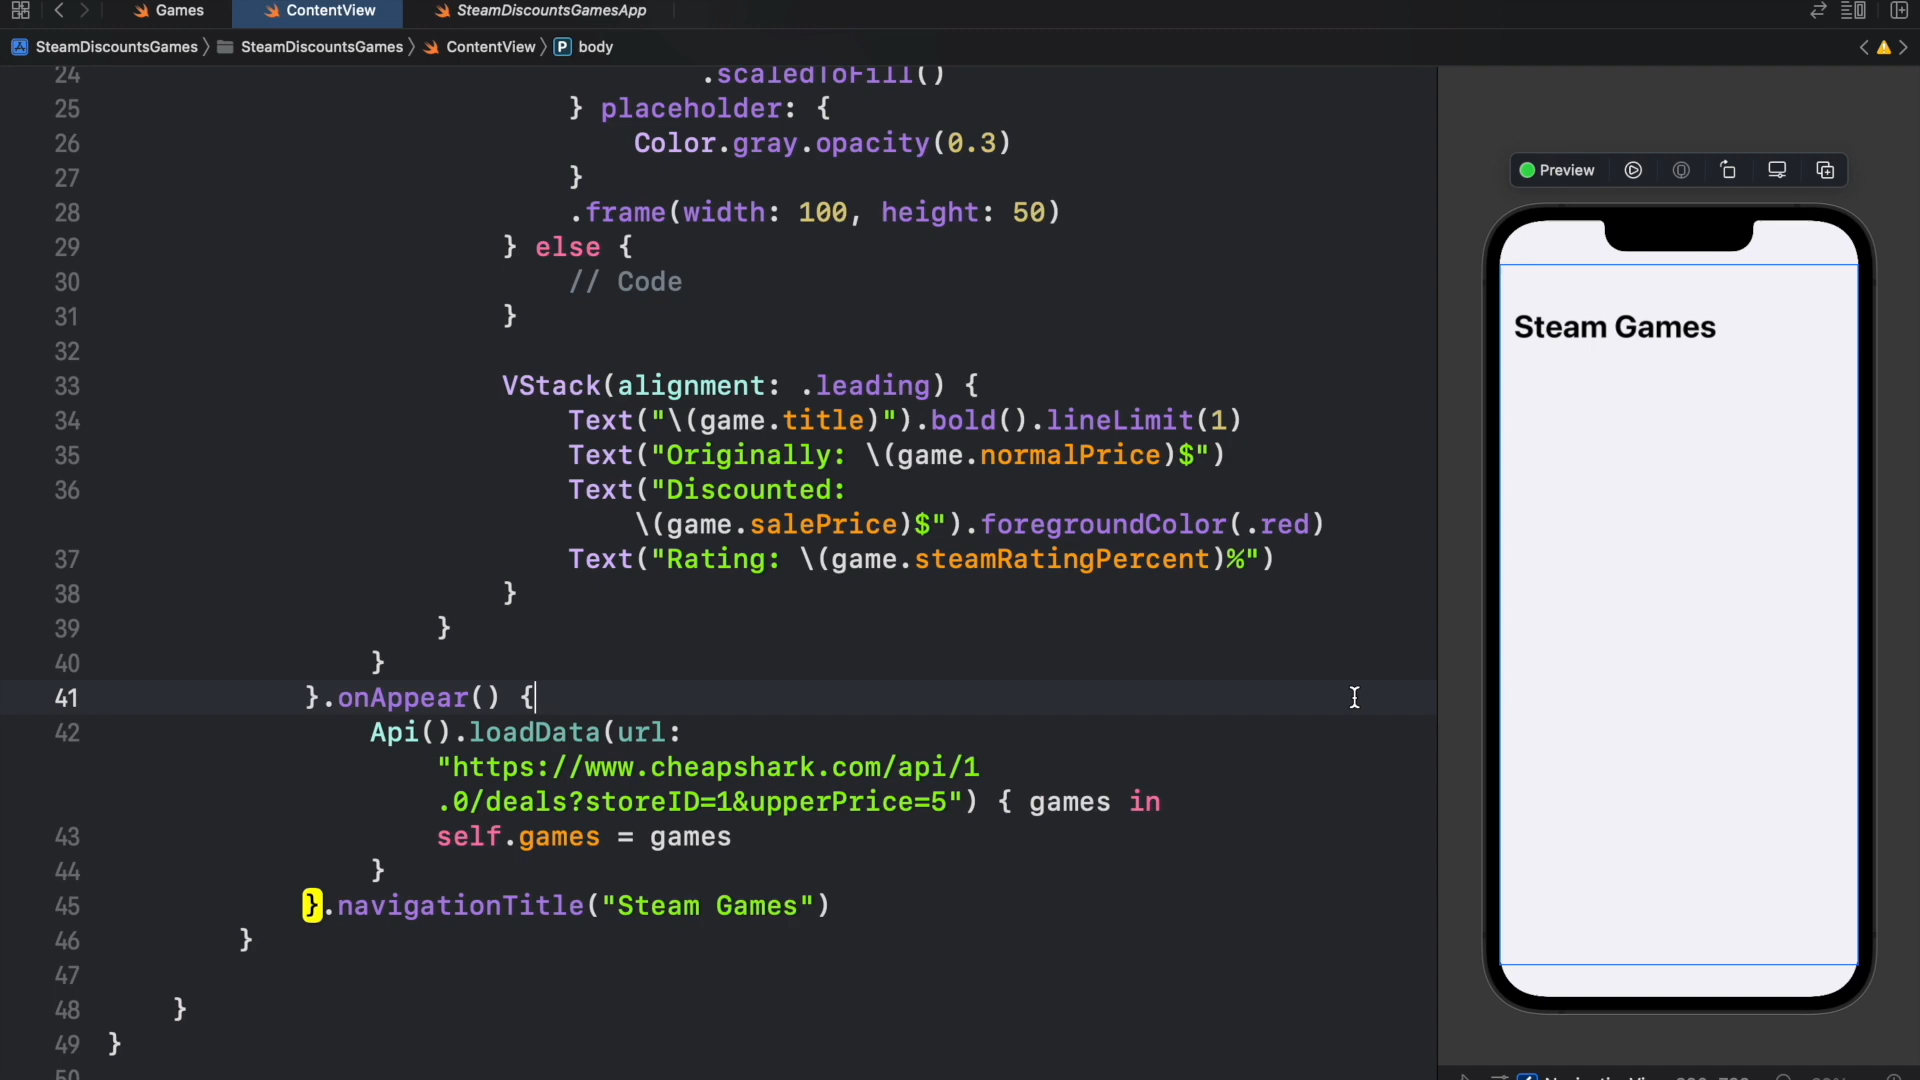 Games ContentView SteamDiscountsGamesApp
SteamDiscountsGames SteamDiscountsGames ContentView P body
24 .scaledToFill()
25 } placeholder: {
26 Color.gray.opacity(0.3)
27 }
28 .frame(width: 100, height: 50)
29 } else {
30 // Code
31 }
32
33 VStack(alignment: .leading) {
34 Text("\(game.title)").bold().lineLimit(1)
35 Text("Originally: \(game.normalPrice)$")
36 Text("Discounted:
\(game.salePrice)$").foregroundColor(.red)
37 Text("Rating: \(game.steamRatingPercent)%")
38 }
39 }
40 }
41 }.onAppear() {
42 Api().loadData(url:
"https://www.cheapshark.com/api/1
.0/deals?storeID=1&upperPrice=5") { games in
43 self.games = games
44 }
45 }.navigationTitle("Steam Games")
46 }
47
48 }
49 }
50
Preview
Steam Games